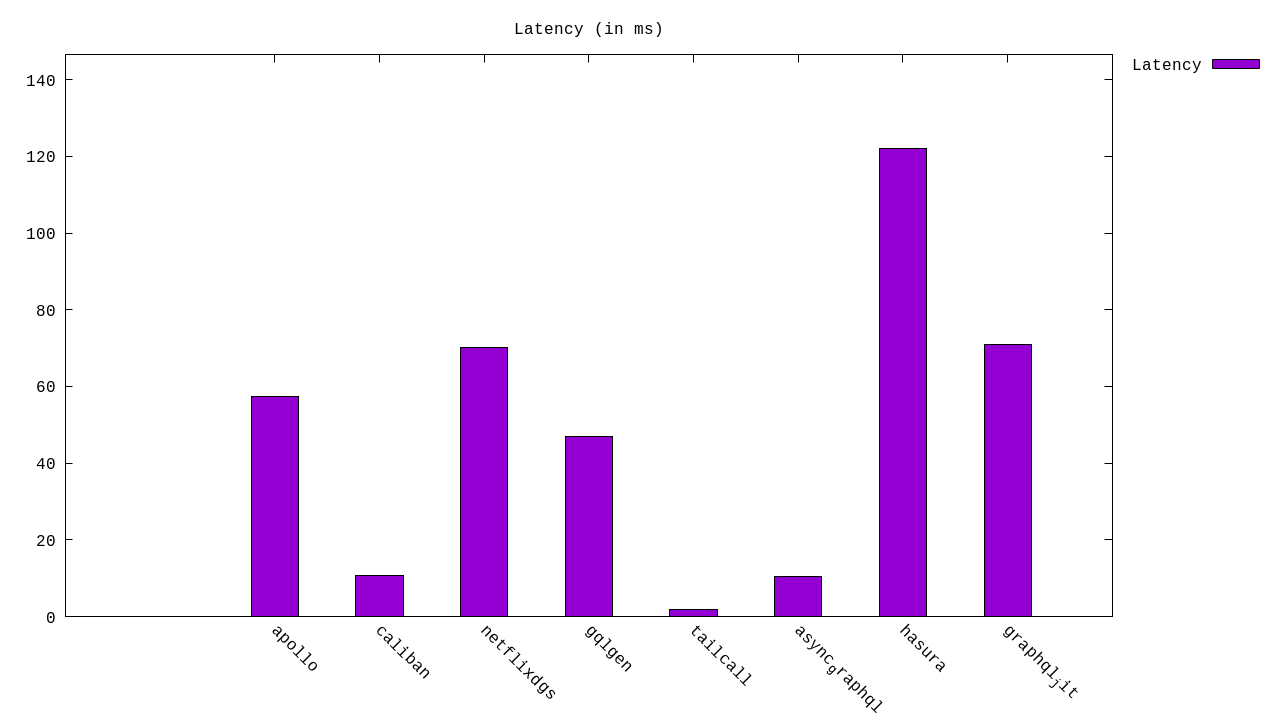 Latency (in ms)
Latency
140
120
100
80
60
40
20
0
apollo
caliban
netflixdgs
gqlgen
tailcall
async_graphql
hasura
graphql_jit